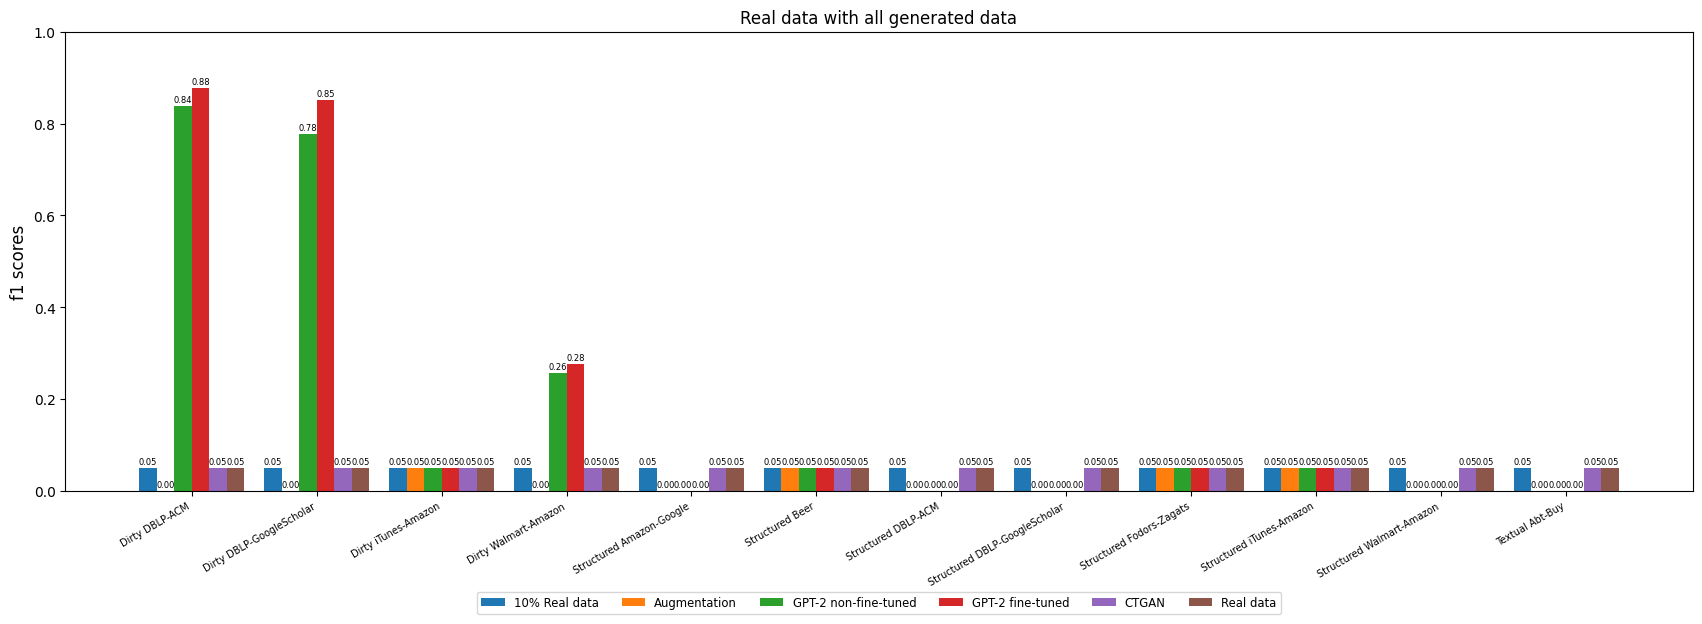 Real data with all generated data
f1 scores
1.0
0.8
0.6
0.4
0.2
0.0
0.05 0.00 0.84 0.88 0.05 0.05
0.05 0.00 0.78 0.85 0.05 0.05
0.05 0.05 0.05 0.05 0.05 0.05
0.05 0.00 0.26 0.28 0.05 0.05
0.05 0.00 0.00 0.00 0.05 0.05
0.05 0.05 0.05 0.05 0.05 0.05
0.05 0.00 0.00 0.00 0.05 0.05
0.05 0.00 0.00 0.00 0.05 0.05
0.05 0.05 0.05 0.05 0.05 0.05
0.05 0.05 0.05 0.05 0.05 0.05
0.05 0.00 0.00 0.00 0.05 0.05
0.05 0.00 0.00 0.00 0.05 0.05
Dirty DBLP-ACM
Dirty DBLP-GoogleScholar
Dirty iTunes-Amazon
Dirty Walmart-Amazon
Structured Amazon-Google
Structured Beer
Structured DBLP-ACM
Structured DBLP-GoogleScholar
Structured Fodors-Zagats
Structured iTunes-Amazon
Structured Walmart-Amazon
Textual Abt-Buy
10% Real data Augmentation GPT-2 non-fine-tuned GPT-2 fine-tuned CTGAN Real data